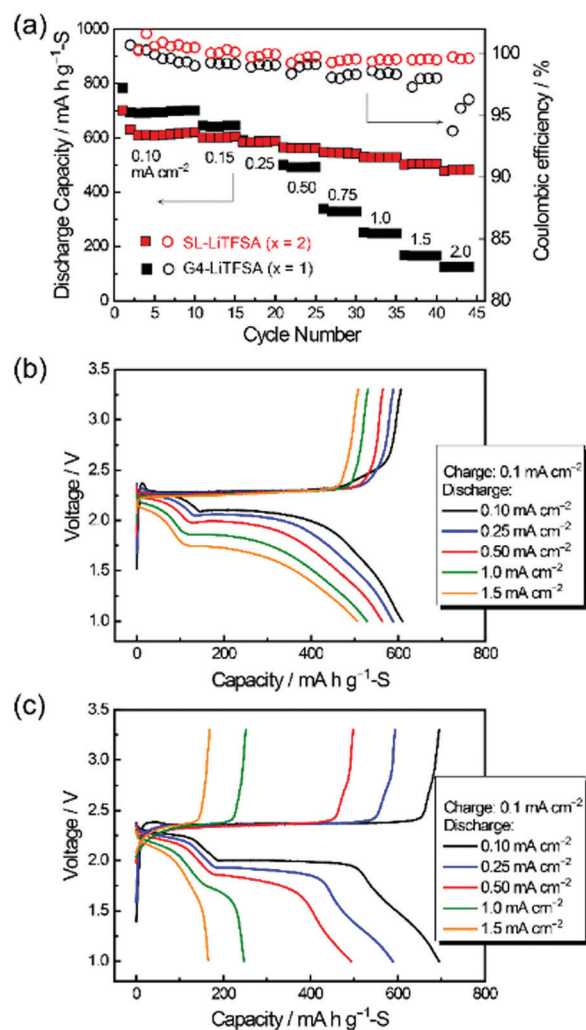 (a)
Discharge Capacity / mA h g⁻¹-S
1000
800
600
400
200
0
100
95
90
85
80
Coulombic efficiency / %
0.10
mA cm⁻²
0.15
0.25
0.50
0.75
1.0
1.5
2.0
SL-LiTFSA (x = 2)
G4-LiTFSA (x = 1)
0 5 10 15 20 25 30 35 40 45
Cycle Number
(b)
Voltage / V
3.5
3.0
2.5
2.0
1.5
1.0
0 200 400 600 800
Capacity / mA h g⁻¹-S
Charge: 0.1 mA cm⁻²
Discharge:
0.10 mA cm⁻²
0.25 mA cm⁻²
0.50 mA cm⁻²
1.0 mA cm⁻²
1.5 mA cm⁻²
(c)
Voltage / V
3.5
3.0
2.5
2.0
1.5
1.0
0 200 400 600 800
Capacity / mA h g⁻¹-S
Charge: 0.1 mA cm⁻²
Discharge:
0.10 mA cm⁻²
0.25 mA cm⁻²
0.50 mA cm⁻²
1.0 mA cm⁻²
1.5 mA cm⁻²